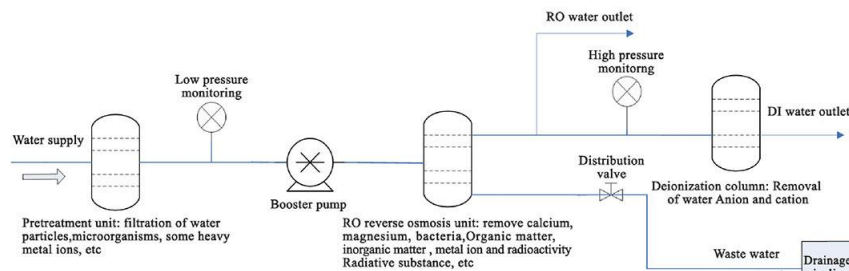 RO water outlet
Low pressure
monitoring
High pressure
monitorng
Water supply
DI water outlet
Distribution
valve
Booster pump
Deionization column: Removal
of water Anion and cation
Pretreatment unit: filtration of water
particles,microorganisms, some heavy
metal ions, etc
RO reverse osmosis unit: remove calcium,
magnesium, bacteria,Organic matter,
inorganic matter , metal ion and radioactivity
Radiative substance, etc
Waste water
Drainage